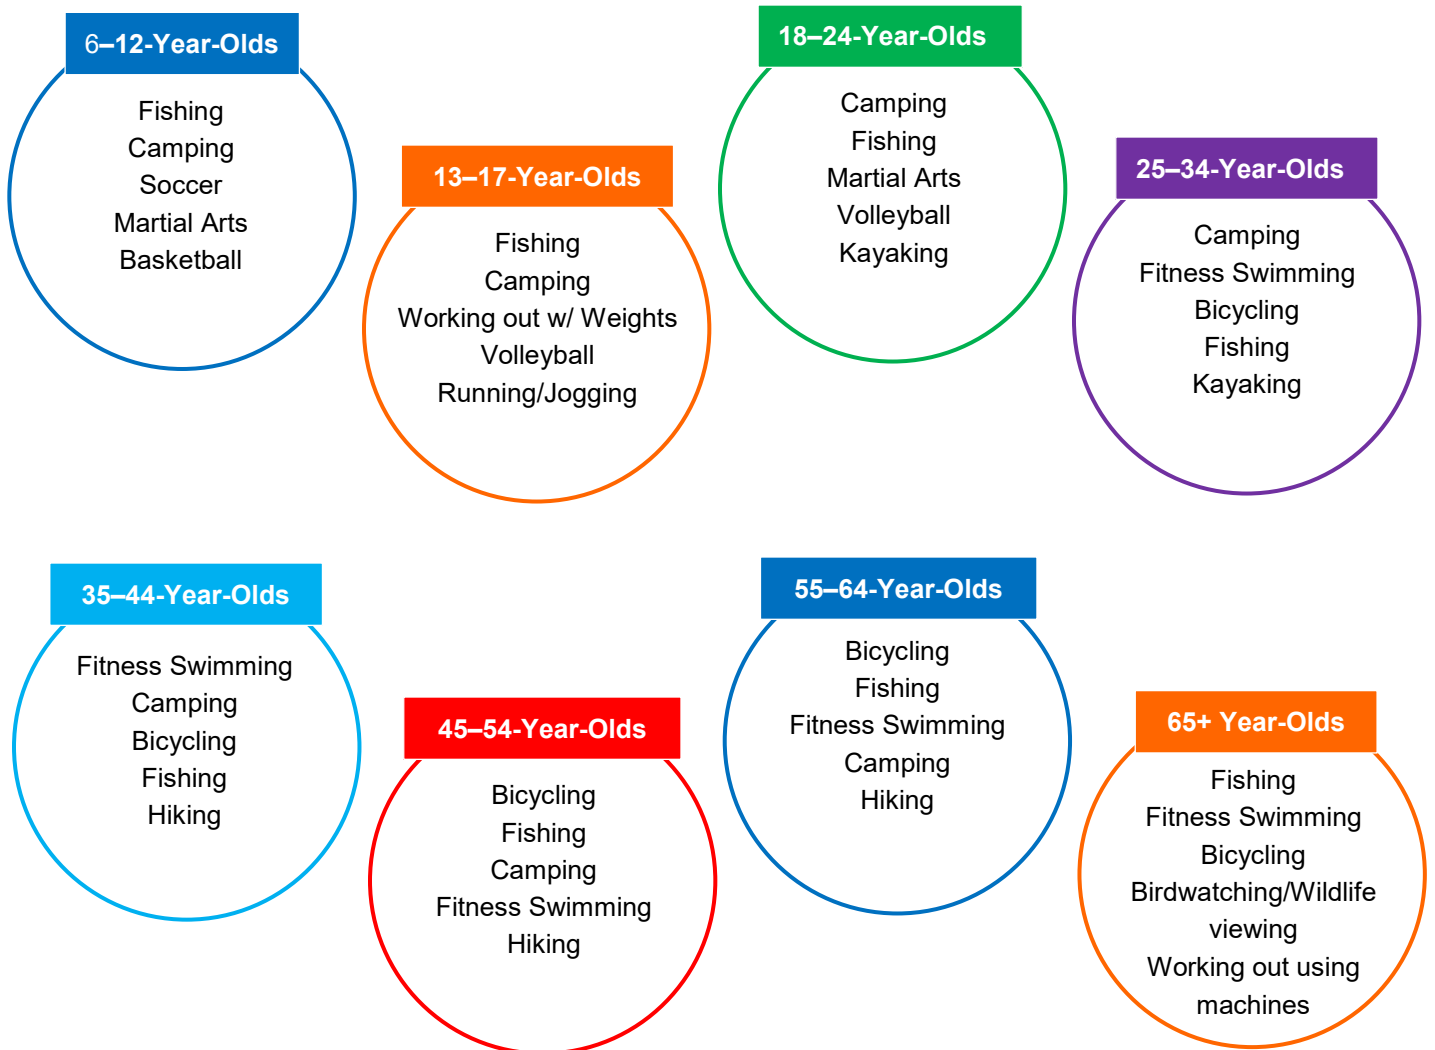 6–12-Year-Olds
Fishing
Camping
Soccer
Martial Arts
Basketball
13–17-Year-Olds
Fishing
Camping
Working out w/ Weights
Volleyball
Running/Jogging
18–24-Year-Olds
Camping
Fishing
Martial Arts
Volleyball
Kayaking
25–34-Year-Olds
Camping
Fitness Swimming
Bicycling
Fishing
Kayaking
35–44-Year-Olds
Fitness Swimming
Camping
Bicycling
Fishing
Hiking
45–54-Year-Olds
Bicycling
Fishing
Camping
Fitness Swimming
Hiking
55–64-Year-Olds
Bicycling
Fishing
Fitness Swimming
Camping
Hiking
65+ Year-Olds
Fishing
Fitness Swimming
Bicycling
Birdwatching/Wildlife
viewing
Working out using
machines